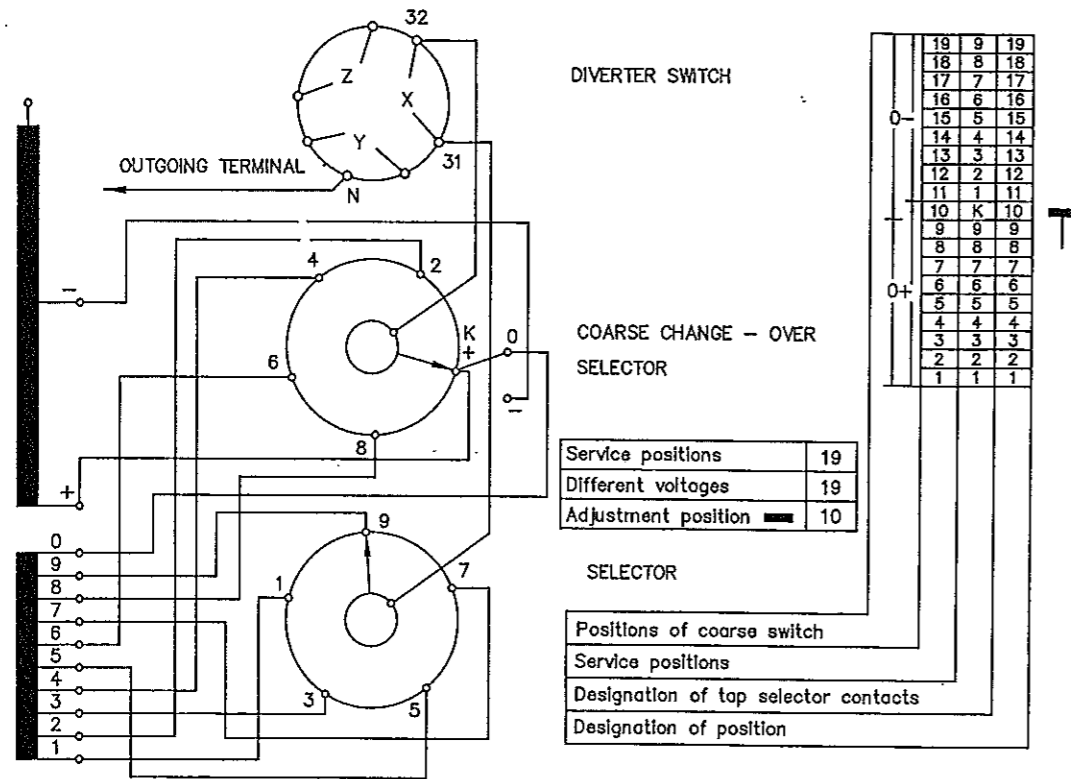 32
Z
X
Y
31
N
DIVERTER SWITCH
OUTGOING TERMINAL
–
4
2
K
+
0
6
–
8
COARSE CHANGE – OVER
SELECTOR
+
0
9
8
7
6
5
4
3
2
1
9
7
1
3
5
SELECTOR
Service positions 19
Different voltages 19
Adjustment position 10
0–
0+
19 9 19
18 8 18
17 7 17
16 6 16
15 5 15
14 4 14
13 3 13
12 2 12
11 1 11
10 K 10
9 9 9
8 8 8
7 7 7
6 6 6
5 5 5
4 4 4
3 3 3
2 2 2
1 1 1
Positions of coarse switch
Service positions
Designation of tap selector contacts
Designation of position